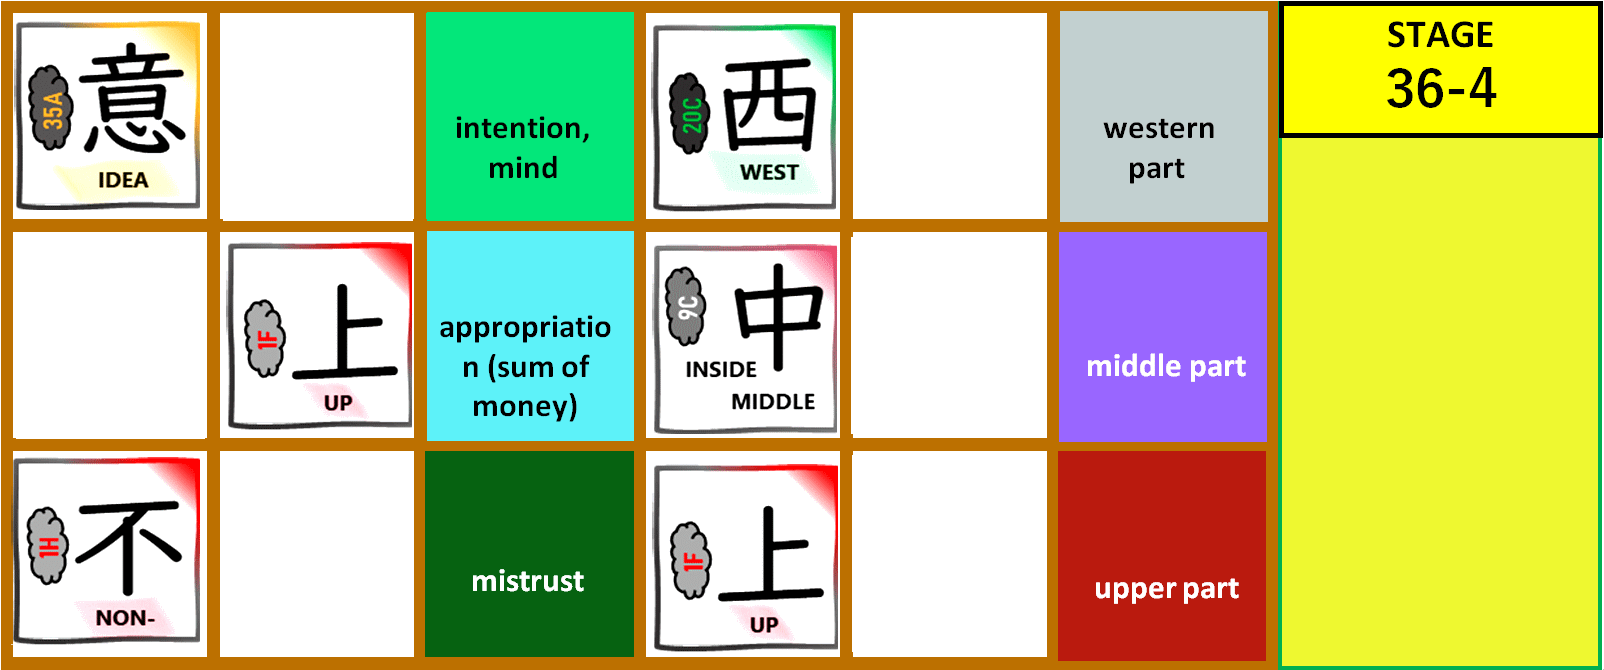 35A
意
IDEA
intention,
mind
20C
西
WEST
western
part
STAGE
36-4
1F
上
UP
appropriatio
n (sum of
money)
9C
中
INSIDE
MIDDLE
middle part
1H
不
NON-
mistrust
1F
上
UP
upper part